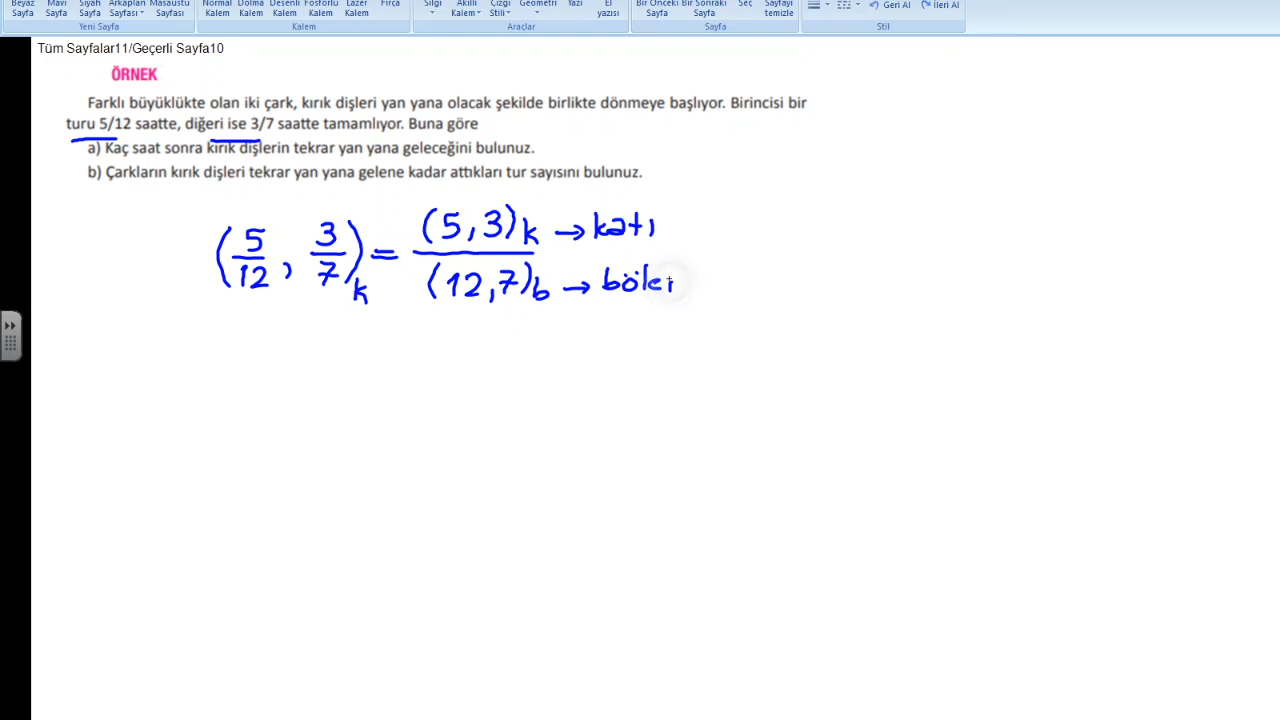 Beyaz Mavi Siyah Arkaplan Masaüstü Normal Dolma Desenli Fosforlu Lazer Fırça Silgi Akıllı Çizgi Geometri Yazı El Bir Önceki Bir Sonraki Seç Sayfayı Geri Al İleri Al
Sayfa Sayfa Sayfa Sayfası Sayfası Kalem Kalem Kalem Kalem Kalem Kalem Stili yazısı Sayfa Sayfa temizle
Yeni Sayfa Kalem Araçlar Sayfa Stil
Tüm Sayfalar11/Geçerli Sayfa10
ÖRNEK
Farklı büyüklükte olan iki çark, kırık dişleri yan yana olacak şekilde birlikte dönmeye başlıyor. Birincisi bir
turu 5/12 saatte, diğeri ise 3/7 saatte tamamlıyor. Buna göre
a) Kaç saat sonra kırık dişlerin tekrar yan yana geleceğini bulunuz.
b) Çarkların kırık dişleri tekrar yan yana gelene kadar attıkları tur sayısını bulunuz.
(5/12, 3/7)k = (5,3)k → katı
(12,7)b → böler